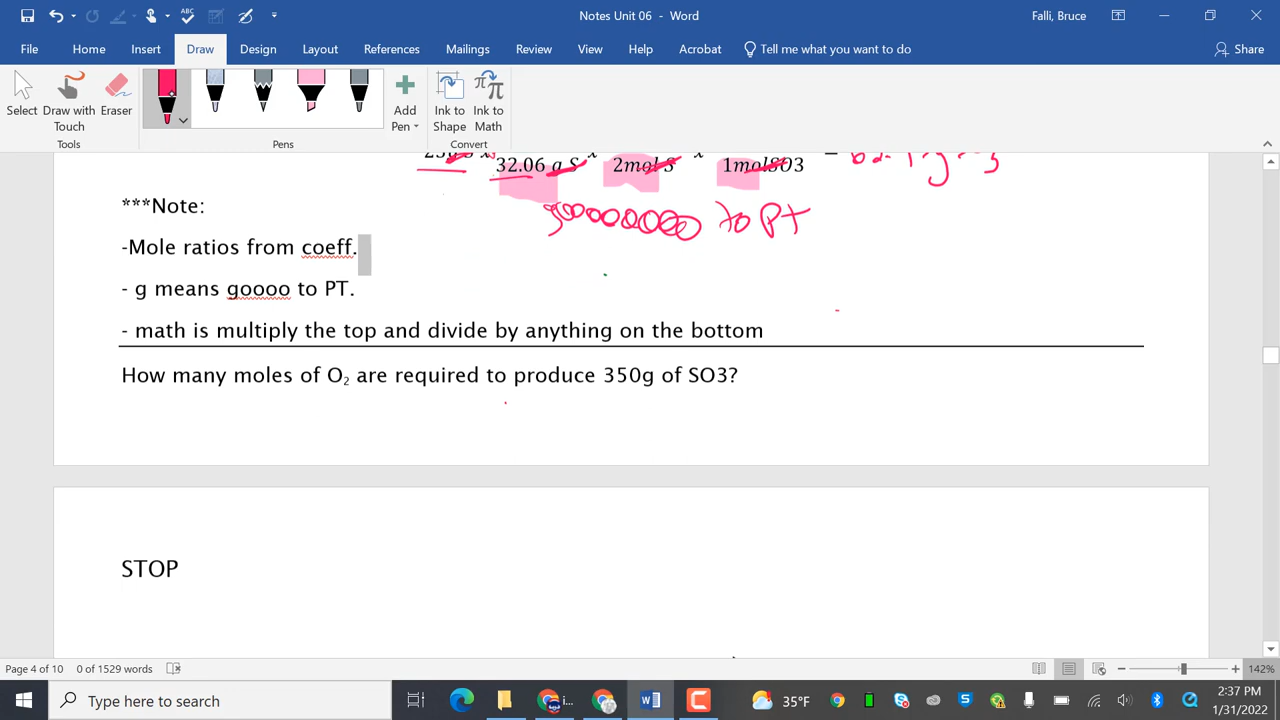 Notes Unit 06 - Word
Falli, Bruce
File Home Insert Draw Design Layout References Mailings Review View Help Acrobat Tell me what you want to do Share
Select Draw with Touch Eraser Add Pen Ink to Shape Ink to Math
Tools Pens Convert
32.06 g S x 2mol S x 1molSO3 =
goooooooo to PT
***Note:
-Mole ratios from coeff.
- g means goooo to PT.
- math is multiply the top and divide by anything on the bottom
How many moles of O₂ are required to produce 350g of SO3?
STOP
Page 4 of 10 0 of 1529 words 142%
Type here to search 35°F 2:37 PM
1/31/2022